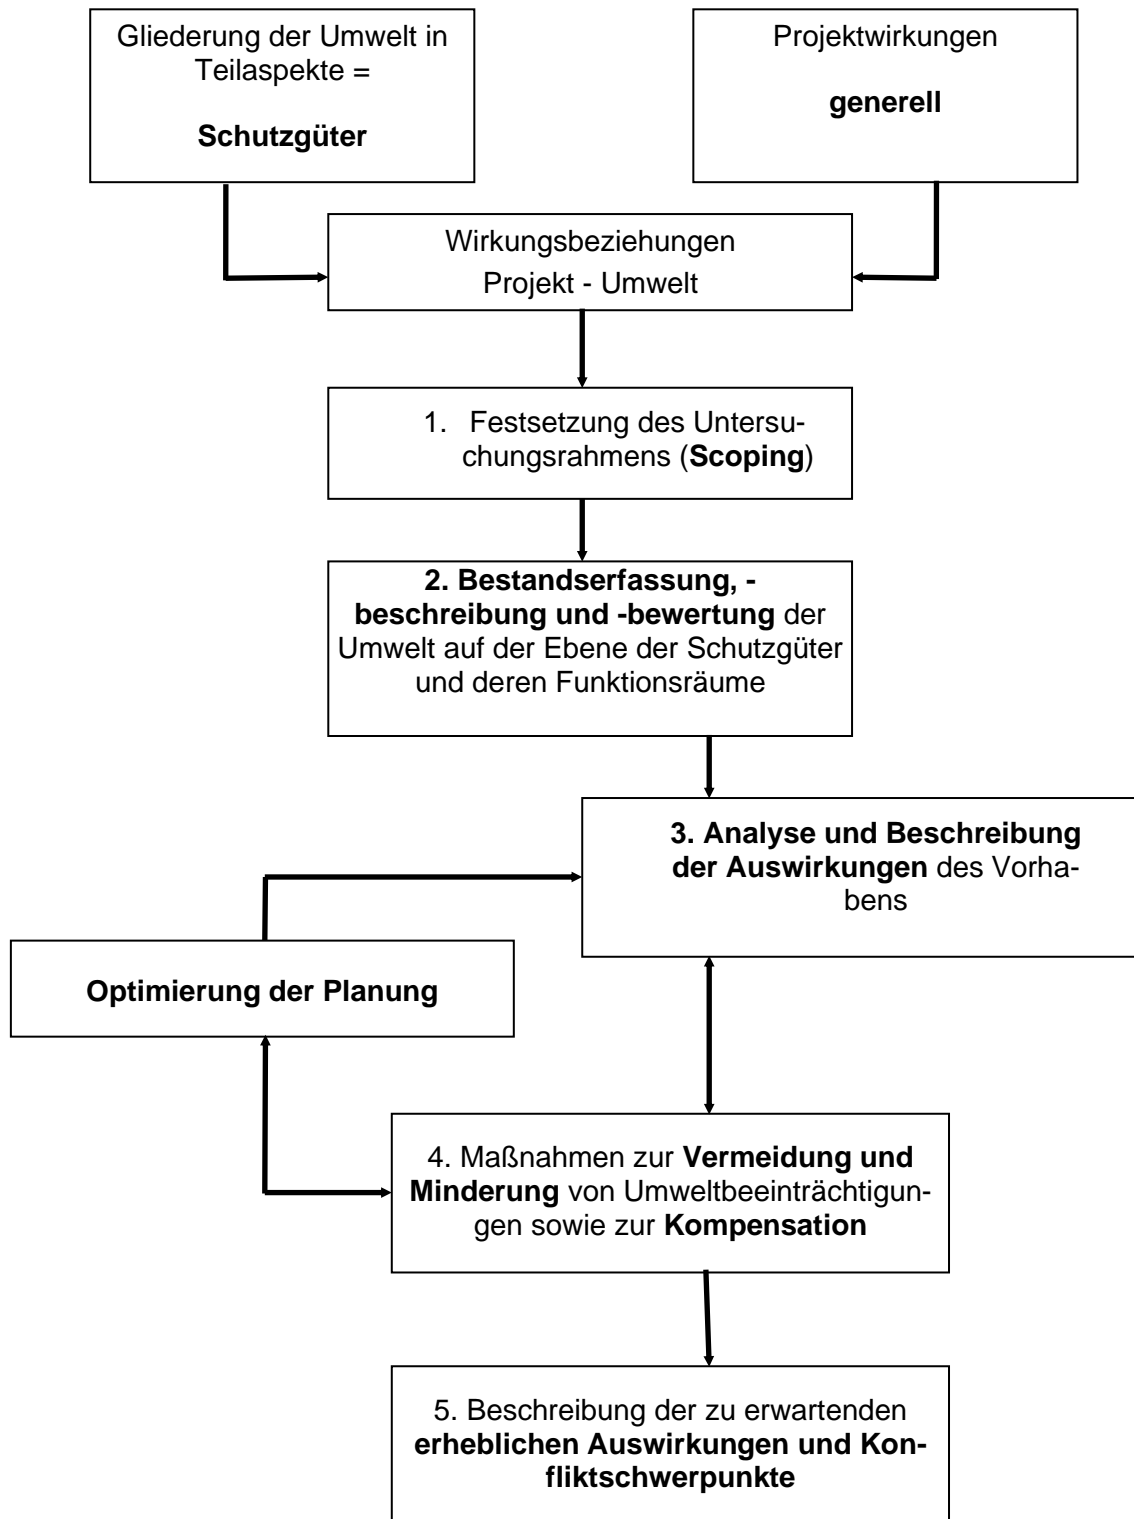 Gliederung der Umwelt in
Teilaspekte =
Schutzgüter
Projektwirkungen
generell
Wirkungsbeziehungen
Projekt - Umwelt
1. Festsetzung des Untersu-
chungsrahmens (Scoping)
2. Bestandserfassung, -
beschreibung und -bewertung der
Umwelt auf der Ebene der Schutzgüter
und deren Funktionsräume
3. Analyse und Beschreibung
der Auswirkungen des Vorha-
bens
Optimierung der Planung
4. Maßnahmen zur Vermeidung und
Minderung von Umweltbeeinträchtigun-
gen sowie zur Kompensation
5. Beschreibung der zu erwartenden
erheblichen Auswirkungen und Kon-
fliktschwerpunkte